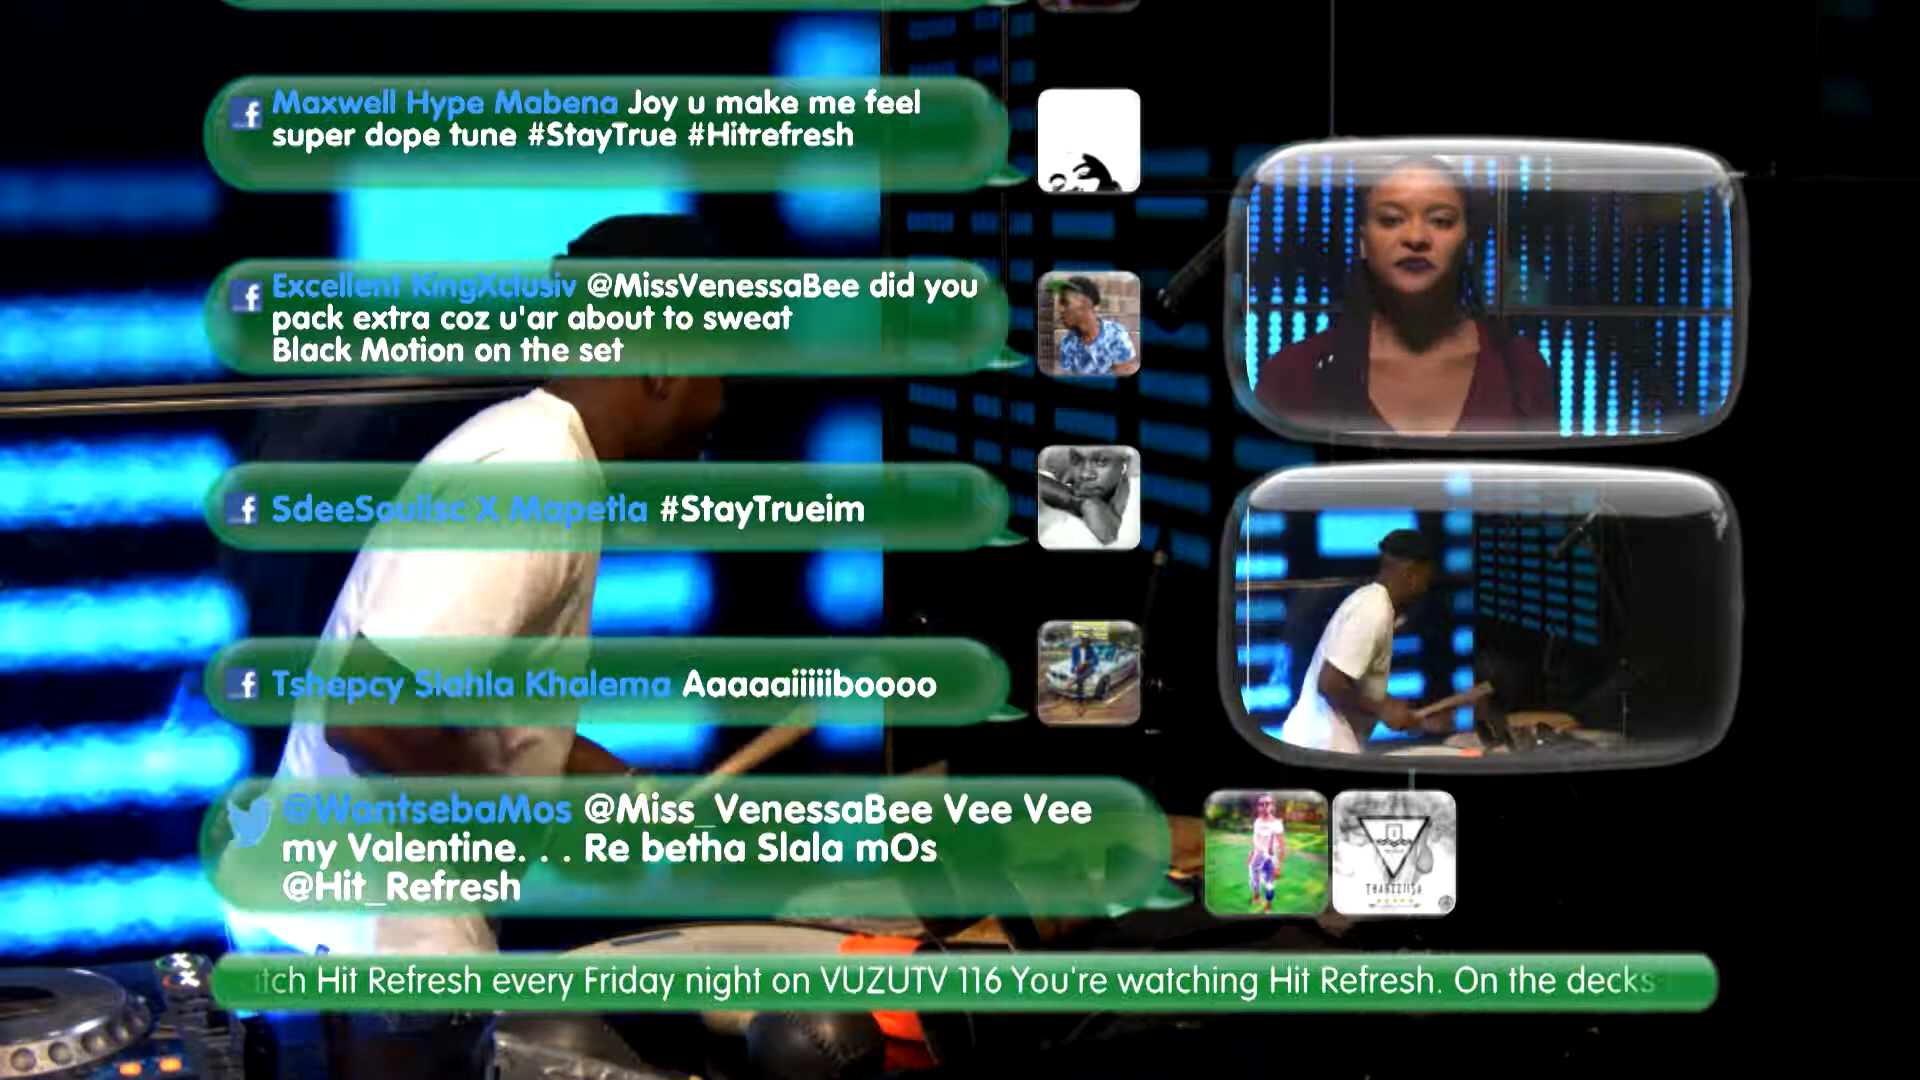 Maxwell Hype Mabena Joy u make me feel
super dope tune #StayTrue #Hitrefresh
Excellent KingXclusiv @MissVenessaBee did you
pack extra coz u'ar about to sweat
Black Motion on the set
SdeeSoulisc X Mapetla #StayTrueim
Tshepcy Slahla Khalema Aaaaaiiiiiboooo
@WantsebaMos @Miss_VenessaBee Vee Vee
my Valentine. . . Re betha Slala mOs
@Hit_Refresh
tch Hit Refresh every Friday night on VUZUTV 116 You're watching Hit Refresh. On the decks